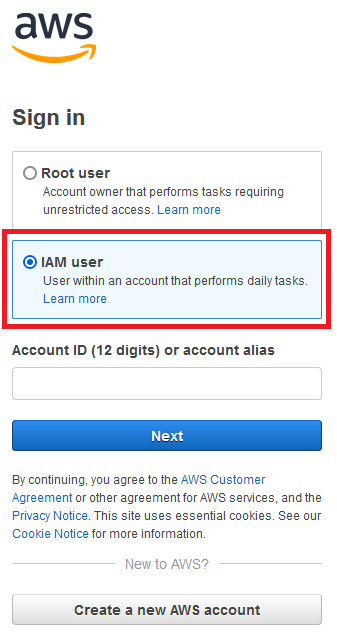 aws
Sign in
Root user
Account owner that performs tasks requiring
unrestricted access. Learn more
IAM user
User within an account that performs daily tasks.
Learn more
Account ID (12 digits) or account alias
Next
By continuing, you agree to the AWS Customer
Agreement or other agreement for AWS services, and the
Privacy Notice. This site uses essential cookies. See our
Cookie Notice for more information.
New to AWS?
Create a new AWS account